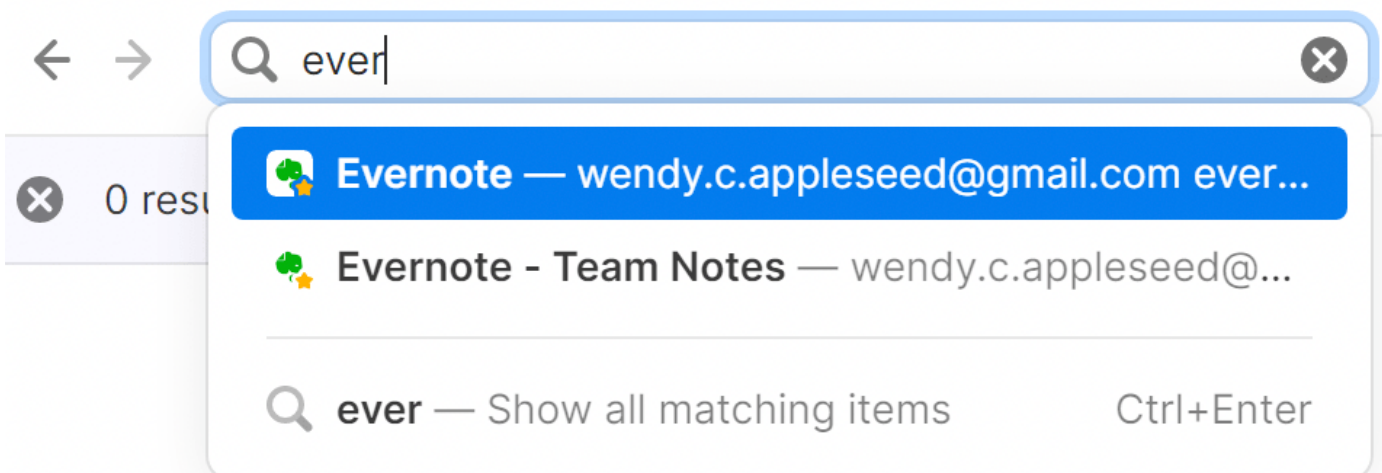 ever
Evernote — wendy.c.appleseed@gmail.com ever...
0 resu
Evernote - Team Notes — wendy.c.appleseed@...
ever — Show all matching items Ctrl+Enter